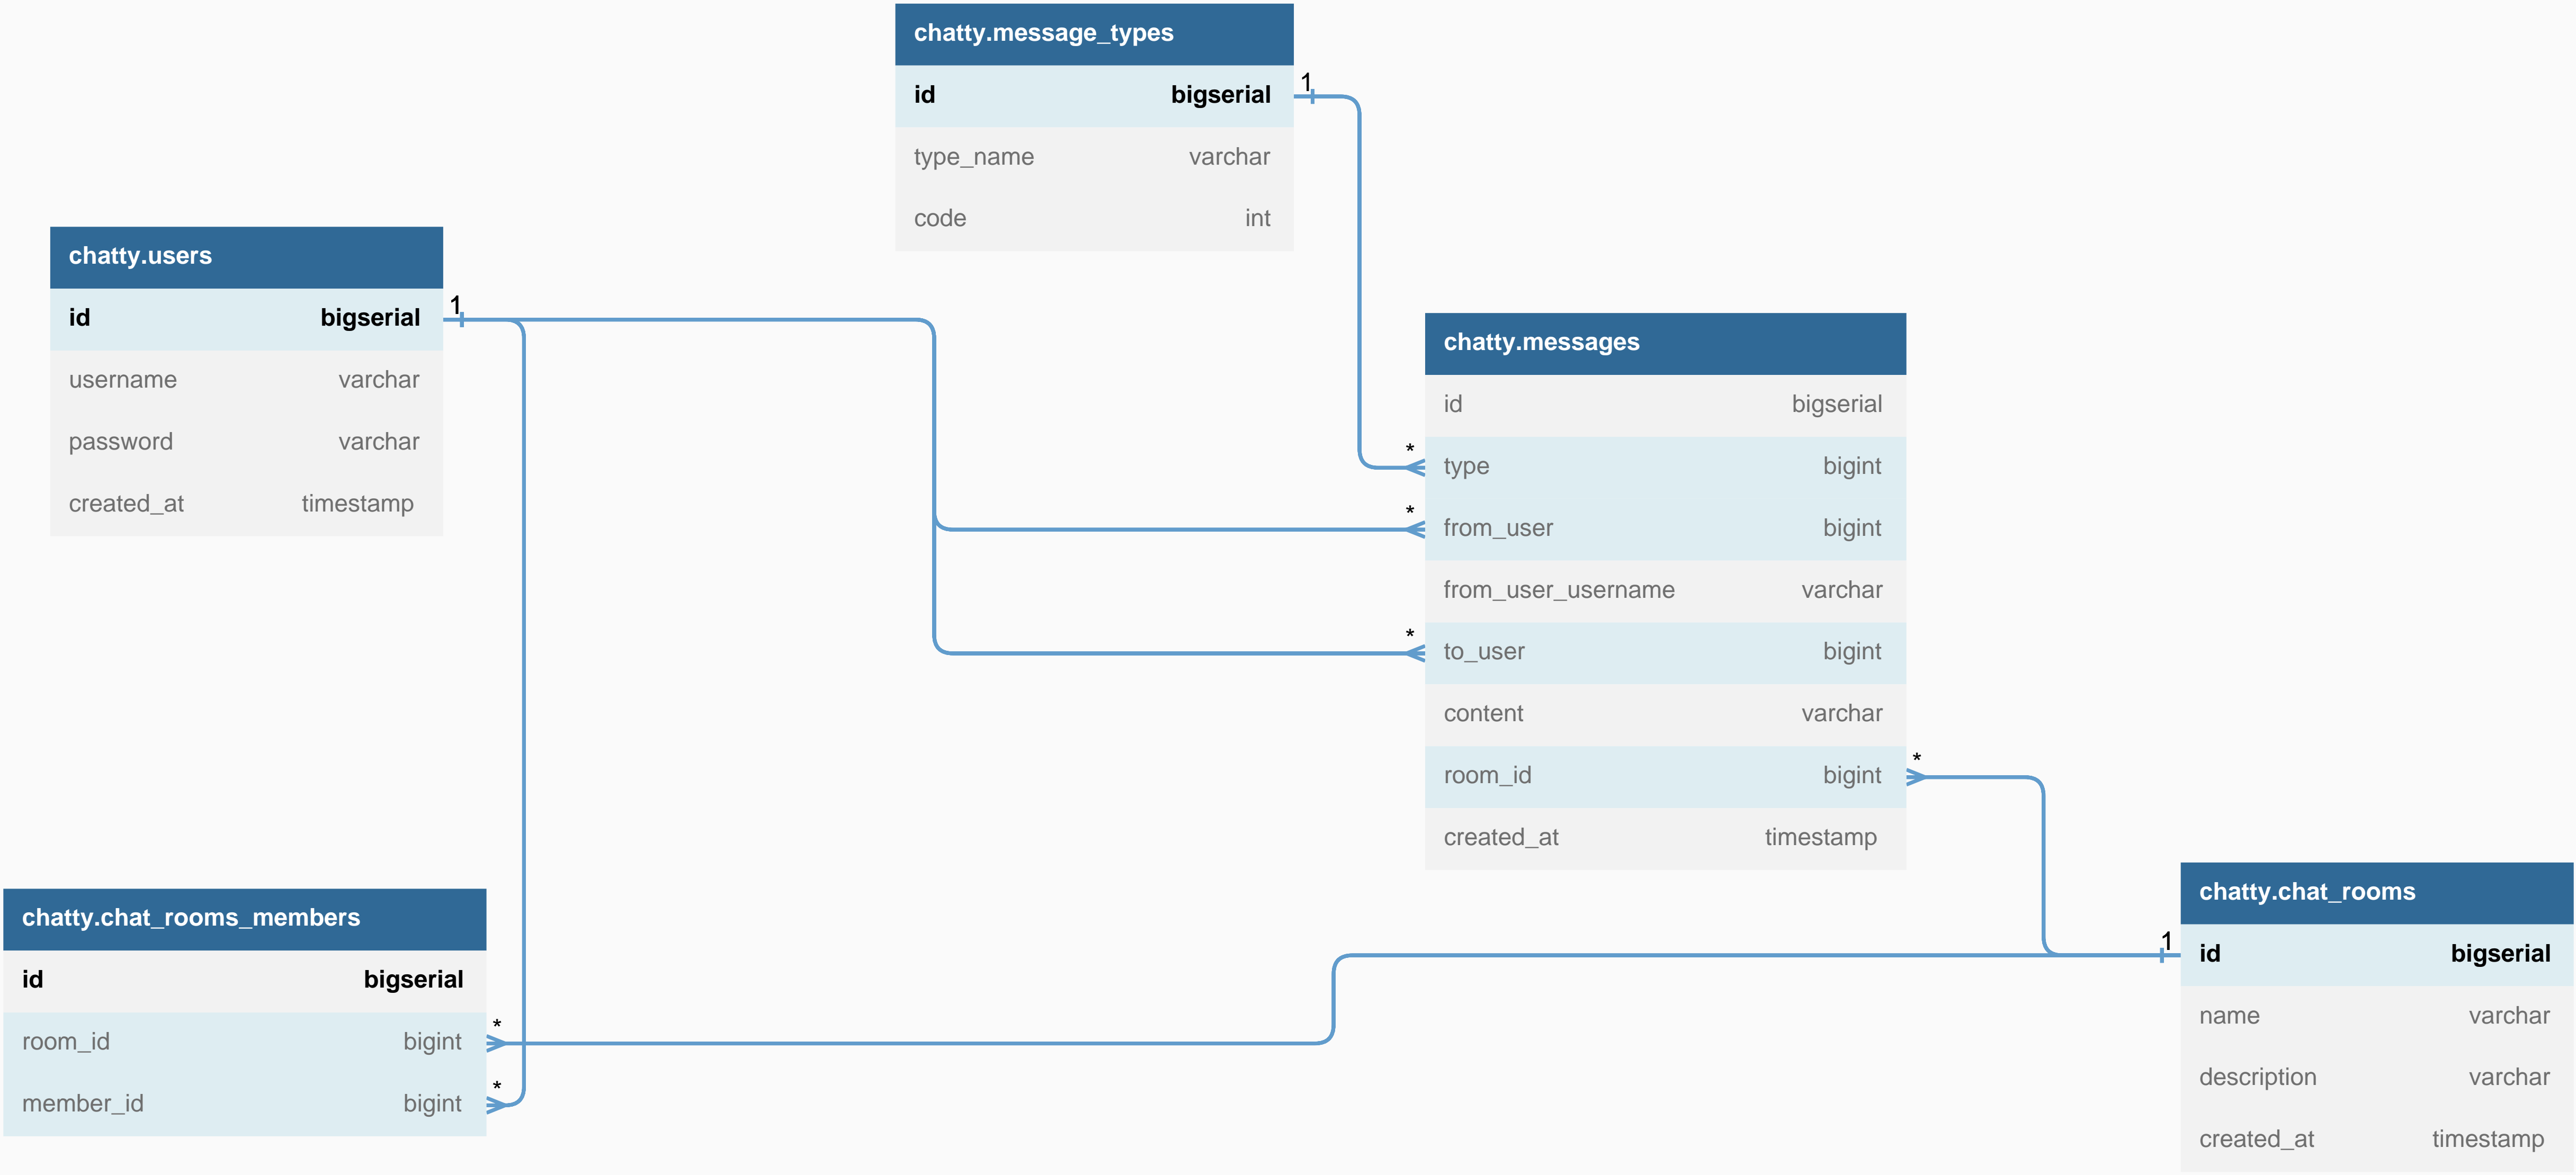 chatty.message_types
id bigserial
type_name varchar
code int
chatty.users
id bigserial
username varchar
password varchar
created_at timestamp
1
1
chatty.messages
id bigserial
type bigint
from_user bigint
from_user_username varchar
to_user bigint
content varchar
room_id bigint
created_at timestamp
*
*
*
*
chatty.chat_rooms_members
id bigserial
room_id bigint
member_id bigint
*
*
chatty.chat_rooms
id bigserial
name varchar
description varchar
created_at timestamp
1